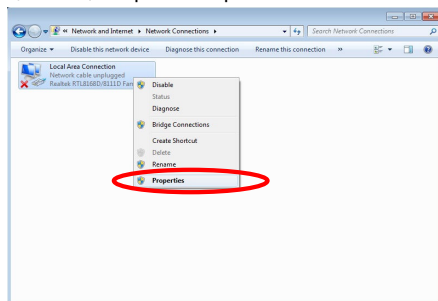 « Network and Internet ▸ Network Connections ▸
Search Network Connections
Organize ▾ Disable this network device Diagnose this connection Rename this connection »
Local Area Connection
Network cable unplugged
Realtek RTL8168D/8111D Fam
Disable
Status
Diagnose
Bridge Connections
Create Shortcut
Delete
Rename
Properties